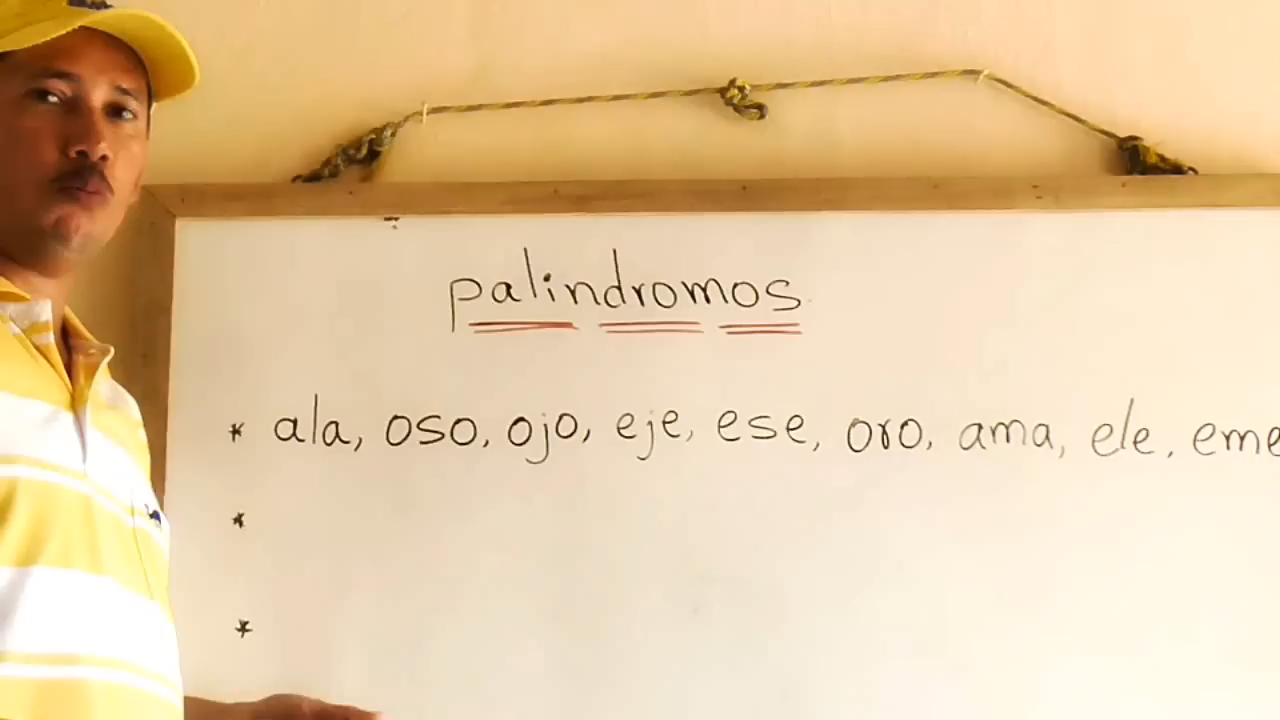 palindromos
* ala, oso, ojo, eje, ese, oro, ama, ele, eme
*
*